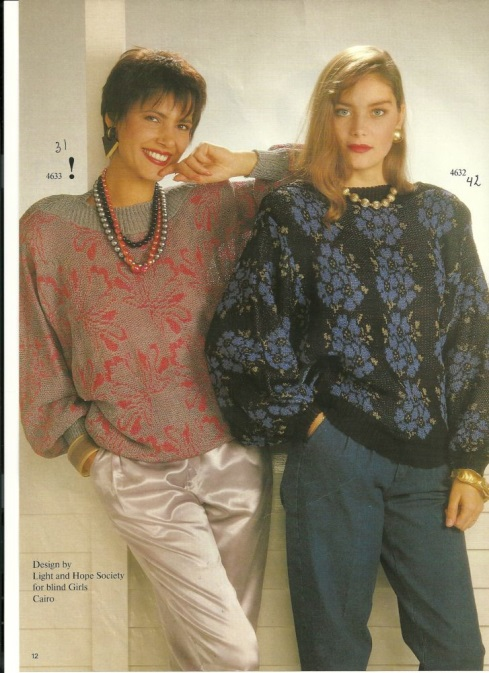 31
4633 !
4632
42
Design by
Light and Hope Society
for blind Girls
Cairo
12